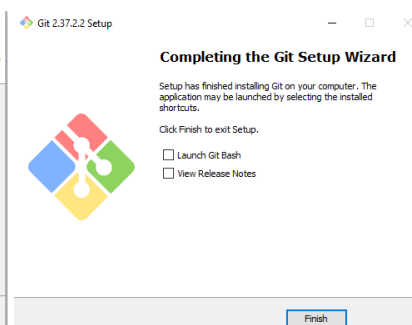 Git 2.37.2.2 Setup
Completing the Git Setup Wizard
Setup has finished installing Git on your computer. The
application may be launched by selecting the installed
shortcuts.
Click Finish to exit Setup.
Launch Git Bash
View Release Notes
Finish